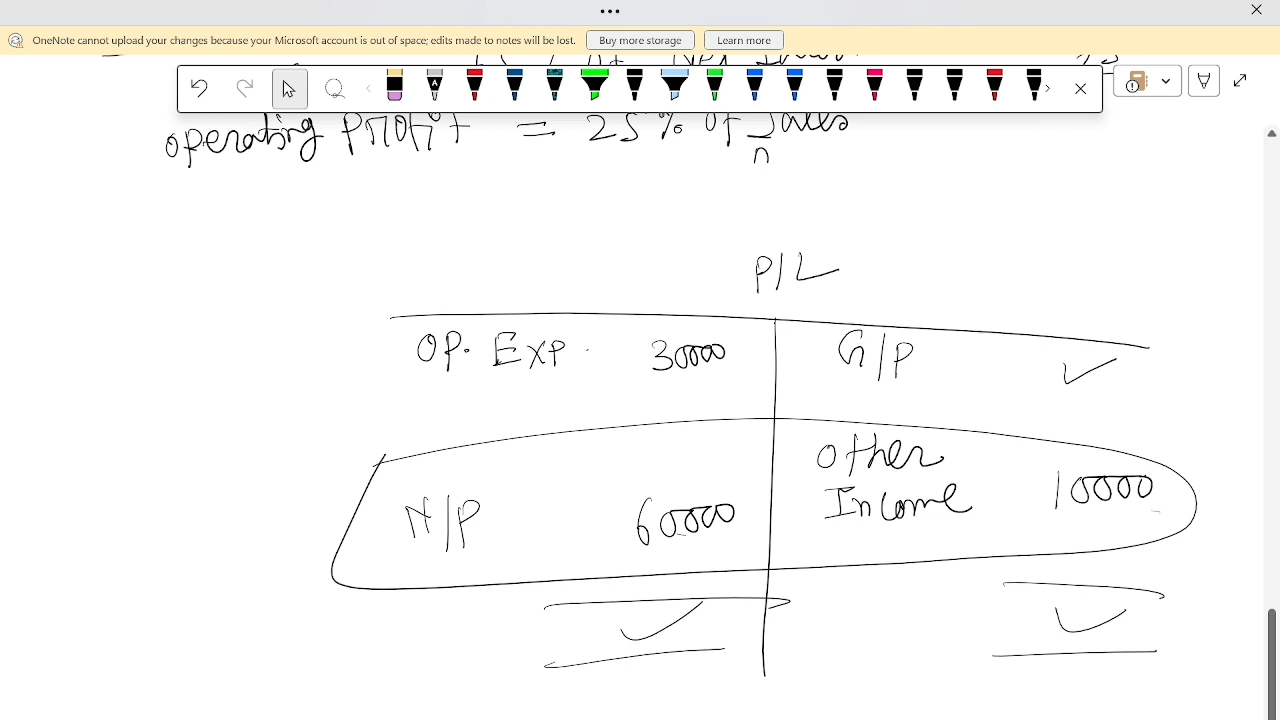 •••
OneNote cannot upload your changes because your Microsoft account is out of space; edits made to notes will be lost. Buy more storage Learn more
operating Profit = 25% of Sales
P/L
OP. EXP. 30000 G/P ✓
Other
N/P 60000 Income 10000
✓ ✓